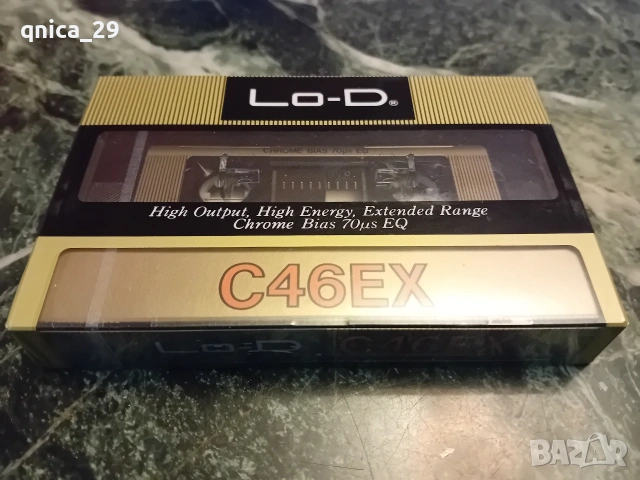 qnica_29
Lo-D®
CHROME BIAS 70μs EQ
High Output, High Energy, Extended Range
Chrome Bias 70μs EQ
C46EX
Lo-D C46EX
BAZAR